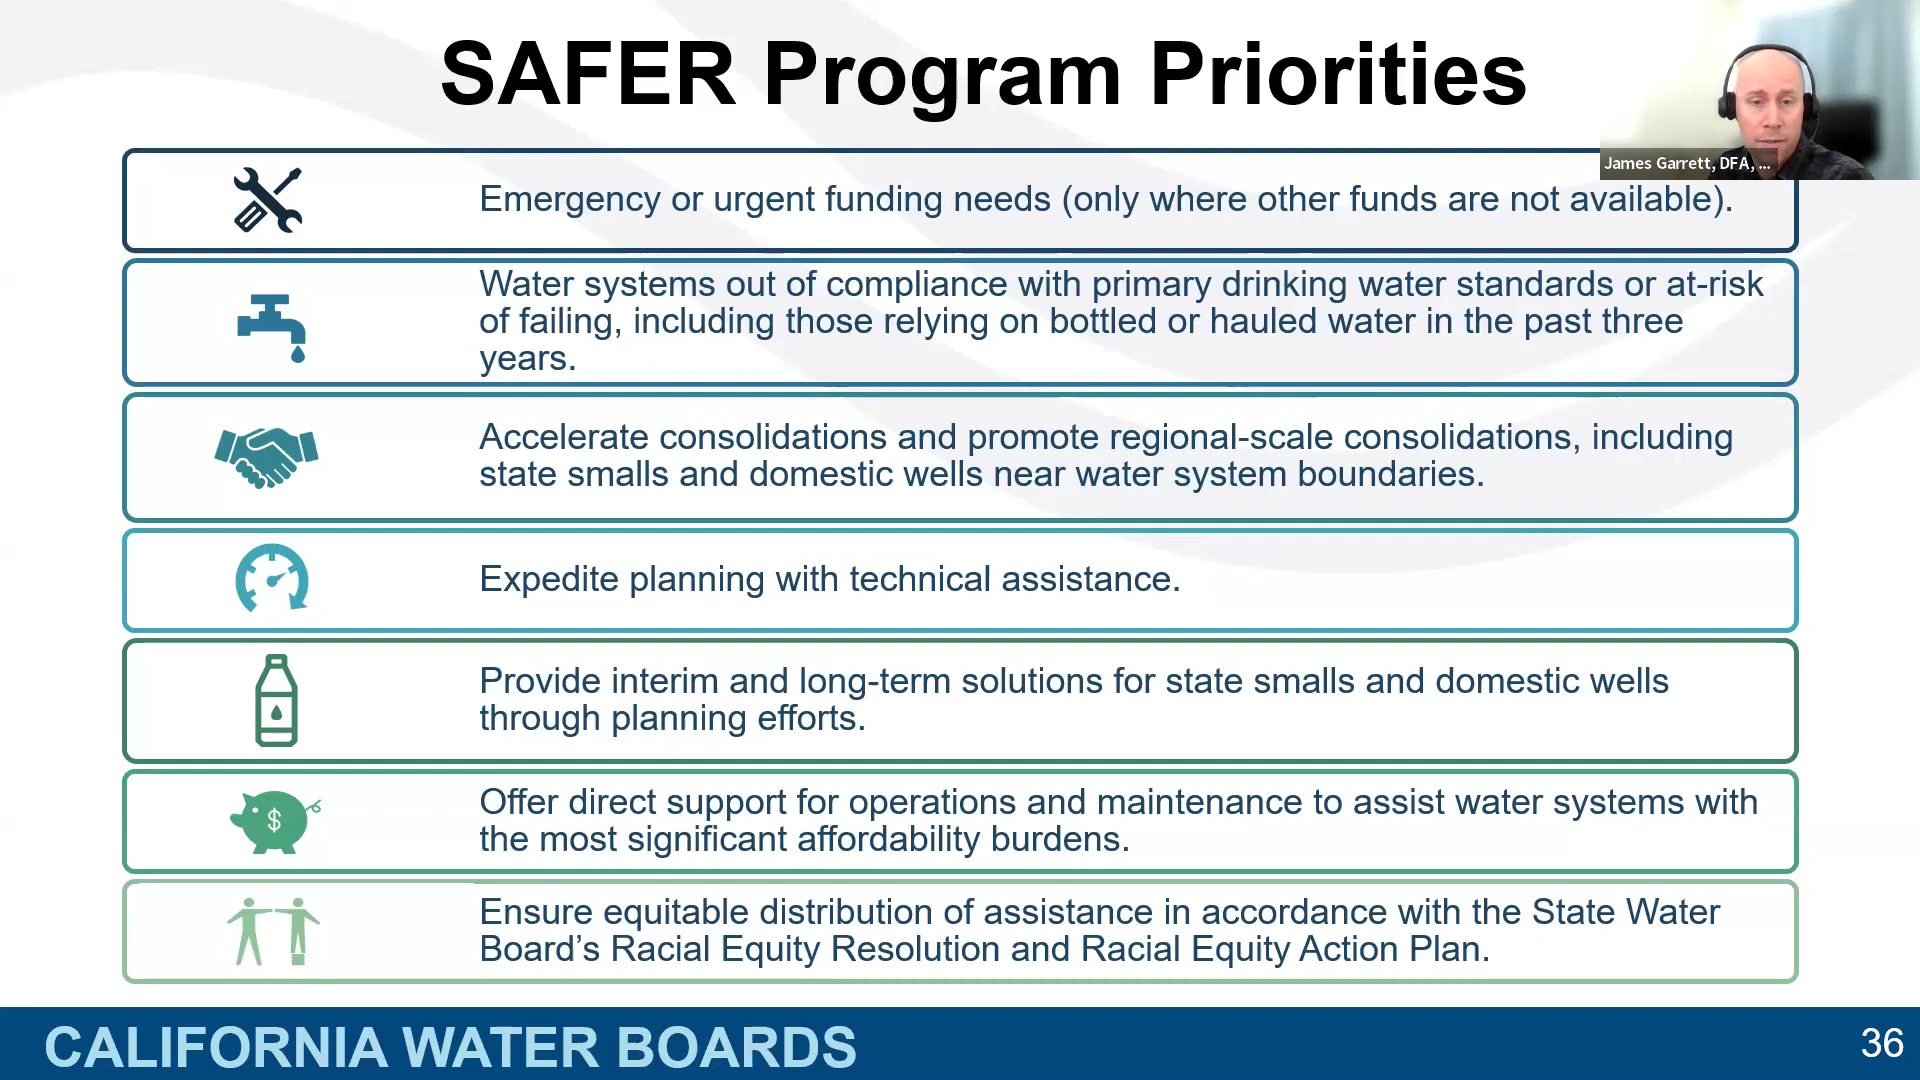 SAFER Program Priorities
James Garrett, DFA, ...
Emergency or urgent funding needs (only where other funds are not available).
Water systems out of compliance with primary drinking water standards or at-risk
of failing, including those relying on bottled or hauled water in the past three
years.
Accelerate consolidations and promote regional-scale consolidations, including
state smalls and domestic wells near water system boundaries.
Expedite planning with technical assistance.
Provide interim and long-term solutions for state smalls and domestic wells
through planning efforts.
$
Offer direct support for operations and maintenance to assist water systems with
the most significant affordability burdens.
Ensure equitable distribution of assistance in accordance with the State Water
Board’s Racial Equity Resolution and Racial Equity Action Plan.
CALIFORNIA WATER BOARDS
36